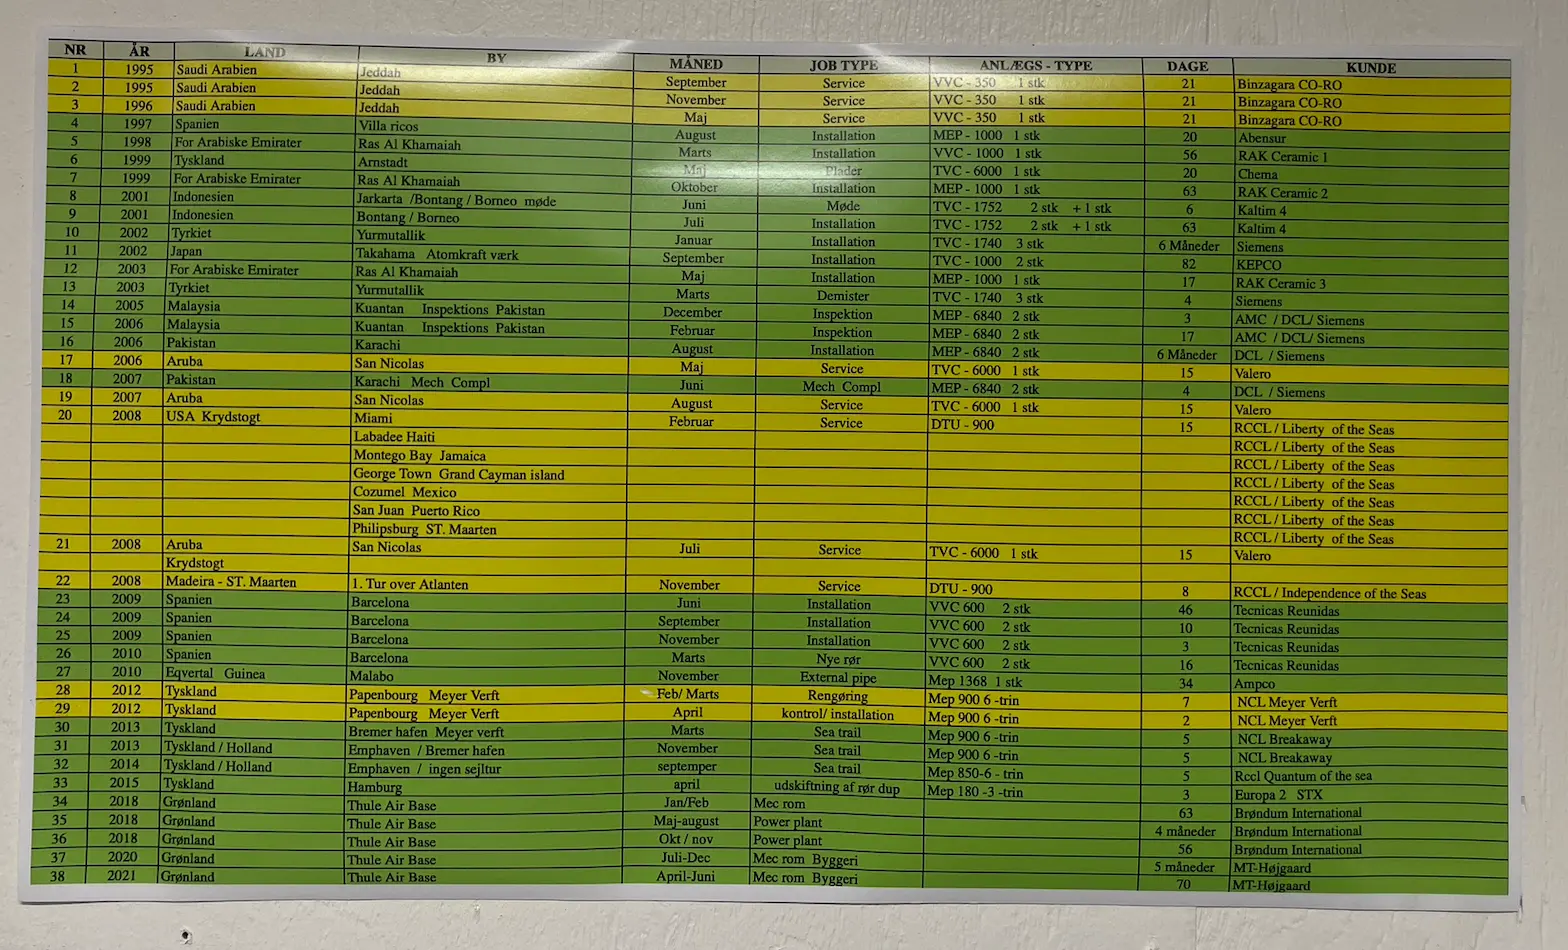 NR ÅR LAND BY MÅNED JOB TYPE ANLÆGS - TYPE DAGE KUNDE
1 1995 Saudi Arabien Jeddah September Service VVC - 350 1 stk 21 Binzagara CO-RO
2 1995 Saudi Arabien Jeddah November Service VVC - 350 1 stk 21 Binzagara CO-RO
3 1996 Saudi Arabien Jeddah Maj Service VVC - 350 1 stk 21 Binzagara CO-RO
4 1997 Spanien Villa ricos August Installation MEP - 1000 1 stk 20 Abensur
5 1998 For Arabiske Emirater Ras Al Khamaiah Marts Installation VVC - 1000 1 stk 56 RAK Ceramic 1
6 1999 Tyskland Arnstadt Maj Plader TVC - 6000 1 stk 20 Chema
7 1999 For Arabiske Emirater Ras Al Khamaiah Oktober Installation MEP - 1000 1 stk 63 RAK Ceramic 2
8 2001 Indonesien Jarkarta /Bontang / Borneo møde Juni Møde TVC - 1752 2 stk + 1 stk 6 Kaltim 4
9 2001 Indonesien Bontang / Borneo Juli Installation TVC - 1752 2 stk + 1 stk 63 Kaltim 4
10 2002 Tyrkiet Yurmutallik Januar Installation TVC - 1740 3 stk 6 Måneder Siemens
11 2002 Japan Takahama Atomkraft værk September Installation TVC - 1000 2 stk 82 KEPCO
12 2003 For Arabiske Emirater Ras Al Khamaiah Maj Installation MEP - 1000 1 stk 17 RAK Ceramic 3
13 2003 Tyrkiet Yurmutallik Marts Demister TVC - 1740 3 stk 4 Siemens
14 2005 Malaysia Kuantan Inspektions Pakistan December Inspektion MEP - 6840 2 stk 3 AMC / DCL/ Siemens
15 2006 Malaysia Kuantan Inspektions Pakistan Februar Inspektion MEP - 6840 2 stk 17 AMC / DCL/ Siemens
16 2006 Pakistan Karachi August Installation MEP - 6840 2 stk 6 Måneder DCL / Siemens
17 2006 Aruba San Nicolas Maj Service TVC - 6000 1 stk 15 Valero
18 2007 Pakistan Karachi Mech Compl Juni Mech Compl MEP - 6840 2 stk 4 DCL / Siemens
19 2007 Aruba San Nicolas August Service TVC - 6000 1 stk 15 Valero
20 2008 USA Krydstogt Miami Februar Service DTU - 900 15 RCCL / Liberty of the Seas
Labadee Haiti RCCL / Liberty of the Seas
Montego Bay Jamaica RCCL / Liberty of the Seas
George Town Grand Cayman island RCCL / Liberty of the Seas
Cozumel Mexico RCCL / Liberty of the Seas
San Juan Puerto Rico RCCL / Liberty of the Seas
Philipsburg ST. Maarten RCCL / Liberty of the Seas
21 2008 Aruba San Nicolas Juli Service TVC - 6000 1 stk 15 Valero
Krydstogt
22 2008 Madeira - ST. Maarten 1. Tur over Atlanten November Service DTU - 900 8 RCCL / Independence of the Seas
23 2009 Spanien Barcelona Juni Installation VVC 600 2 stk 46 Tecnicas Reunidas
24 2009 Spanien Barcelona September Installation VVC 600 2 stk 10 Tecnicas Reunidas
25 2009 Spanien Barcelona November Installation VVC 600 2 stk 3 Tecnicas Reunidas
26 2010 Spanien Barcelona Marts Nye rør VVC 600 2 stk 16 Tecnicas Reunidas
27 2010 Eqvertal Guinea Malabo November External pipe Mep 1368 1 stk 34 Ampco
28 2012 Tyskland Papenbourg Meyer Verft Feb/ Marts Rengøring Mep 900 6 -trin 7 NCL Meyer Verft
29 2012 Tyskland Papenbourg Meyer Verft April kontrol/ installation Mep 900 6 -trin 2 NCL Meyer Verft
30 2013 Tyskland Bremer hafen Meyer verft Marts Sea trail Mep 900 6 -trin 5 NCL Breakaway
31 2013 Tyskland / Holland Emphaven / Bremer hafen November Sea trail Mep 900 6 -trin 5 NCL Breakaway
32 2014 Tyskland / Holland Emphaven / ingen sejltur septemper Sea trail Mep 850-6 - trin 5 Rccl Quantum of the sea
33 2015 Tyskland Hamburg april udskiftning af rør dup Mep 180 -3 -trin 3 Europa 2 STX
34 2018 Grønland Thule Air Base Jan/Feb Mec rom 63 Brøndum International
35 2018 Grønland Thule Air Base Maj-august Power plant 4 måneder Brøndum International
36 2018 Grønland Thule Air Base Okt / nov Power plant 56 Brøndum International
37 2020 Grønland Thule Air Base Juli-Dec Mec rom Byggeri 5 måneder MT-Højgaard
38 2021 Grønland Thule Air Base April-Juni Mec rom Byggeri 70 MT-Højgaard